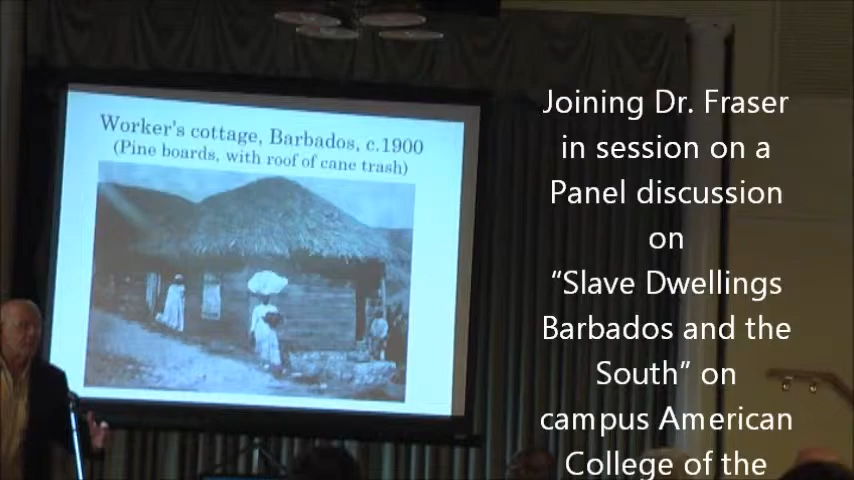 Worker's cottage, Barbados, c.1900
(Pine boards, with roof of cane trash)
Joining Dr. Fraser
in session on a
Panel discussion
on
“Slave Dwellings
Barbados and the
South” on
campus American
College of the